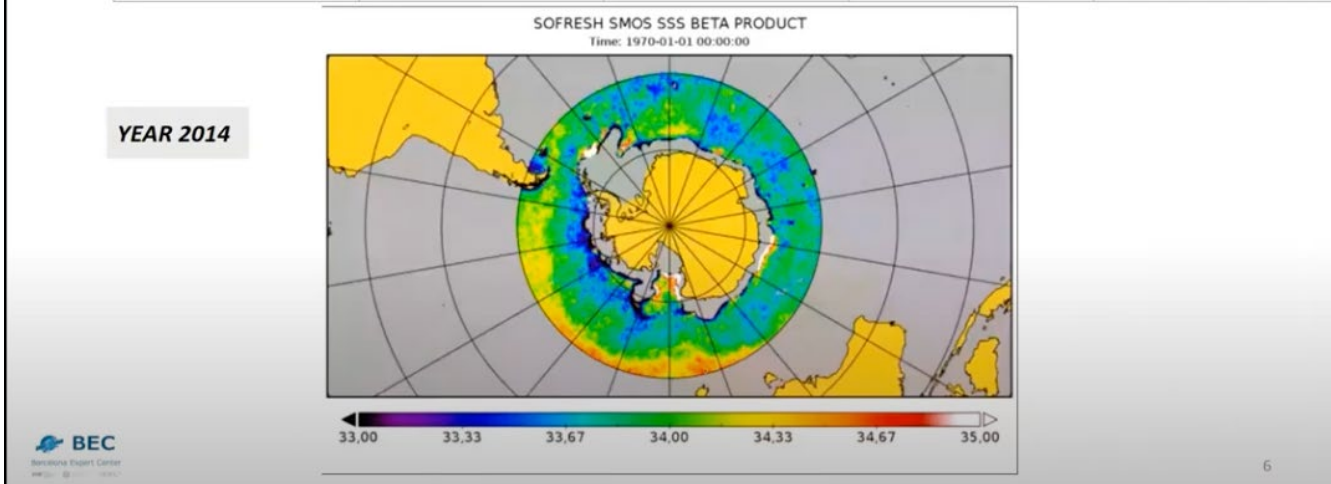 SOFRESH SMOS SSS BETA PRODUCT
Time: 1970-01-01 00:00:00
YEAR 2014
33,00 33,33 33,67 34,00 34,33 34,67 35,00
BEC
Barcelona Expert Center
6